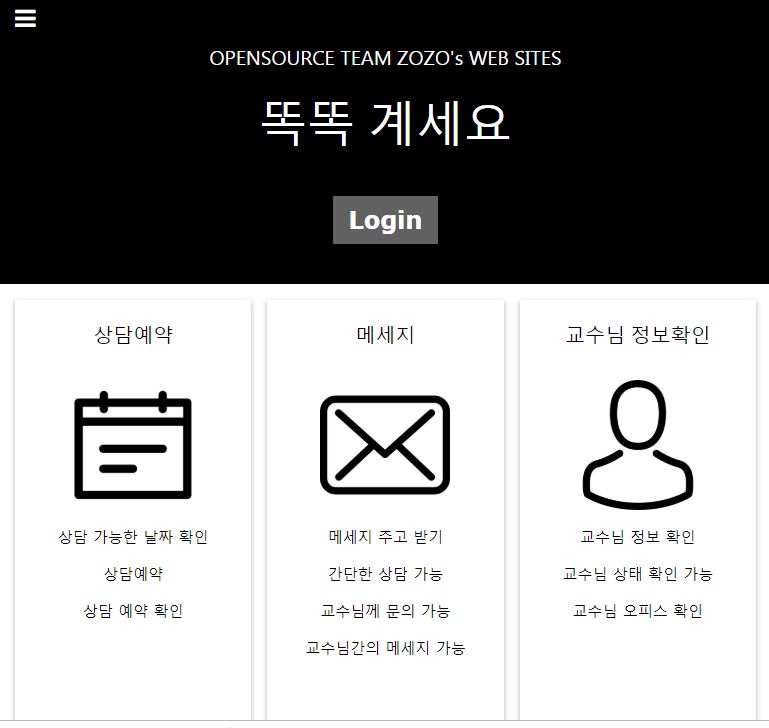 OPENSOURCE TEAM ZOZO's WEB SITES
똑똑 계세요
Login
상담예약
상담 가능한 날짜 확인
상담예약
상담 예약 확인
메세지
메세지 주고 받기
간단한 상담 가능
교수님께 문의 가능
교수님간의 메세지 가능
교수님 정보확인
교수님 정보 확인
교수님 상태 확인 가능
교수님 오피스 확인